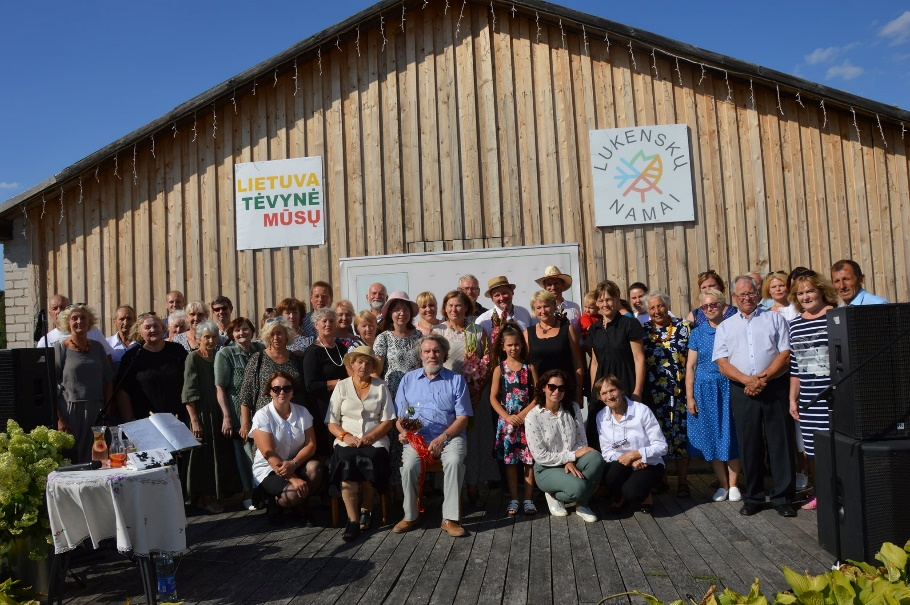 LIETUVA
TĖVYNĖ
MŪSŲ
LUKENSKŲ
NAMAI